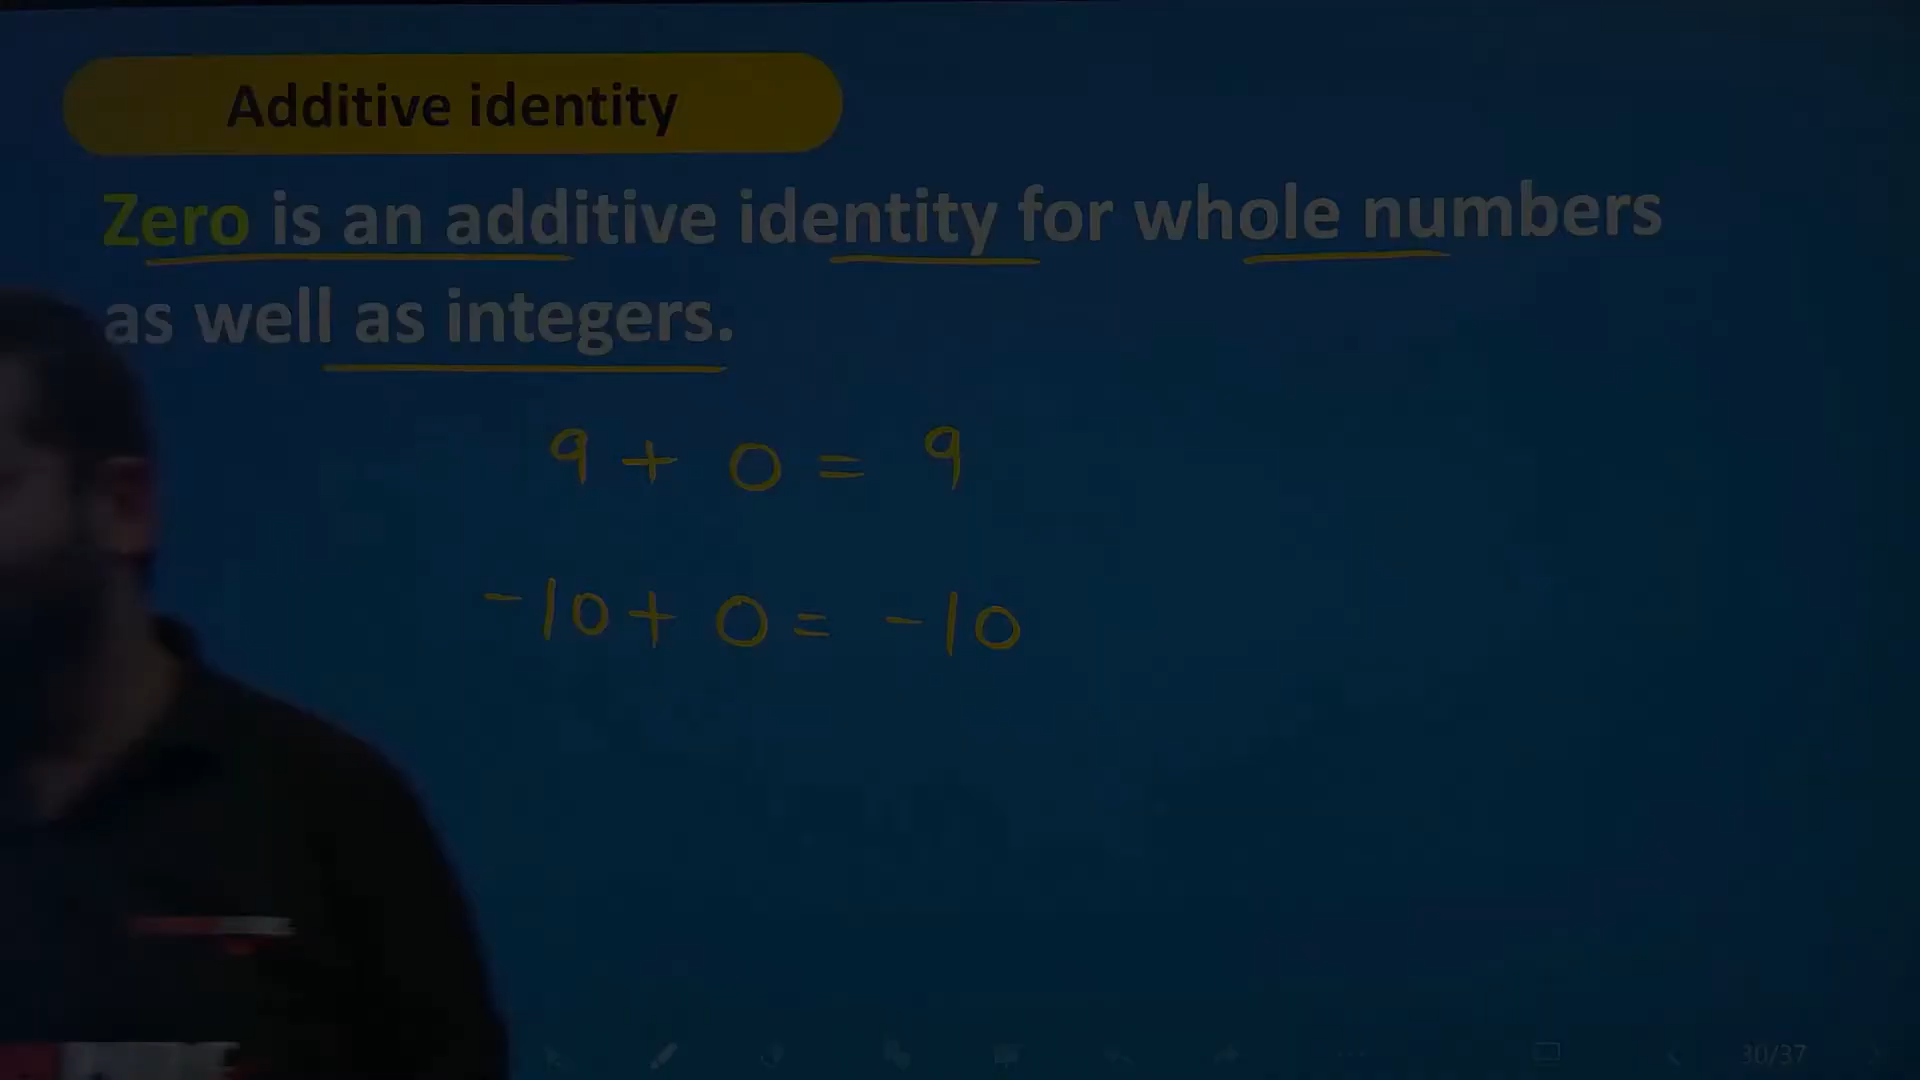 Additive identity
Zero is an additive identity for whole numbers
as well as integers.
9 + 0 = 9
-10 + 0 = -10
30/37